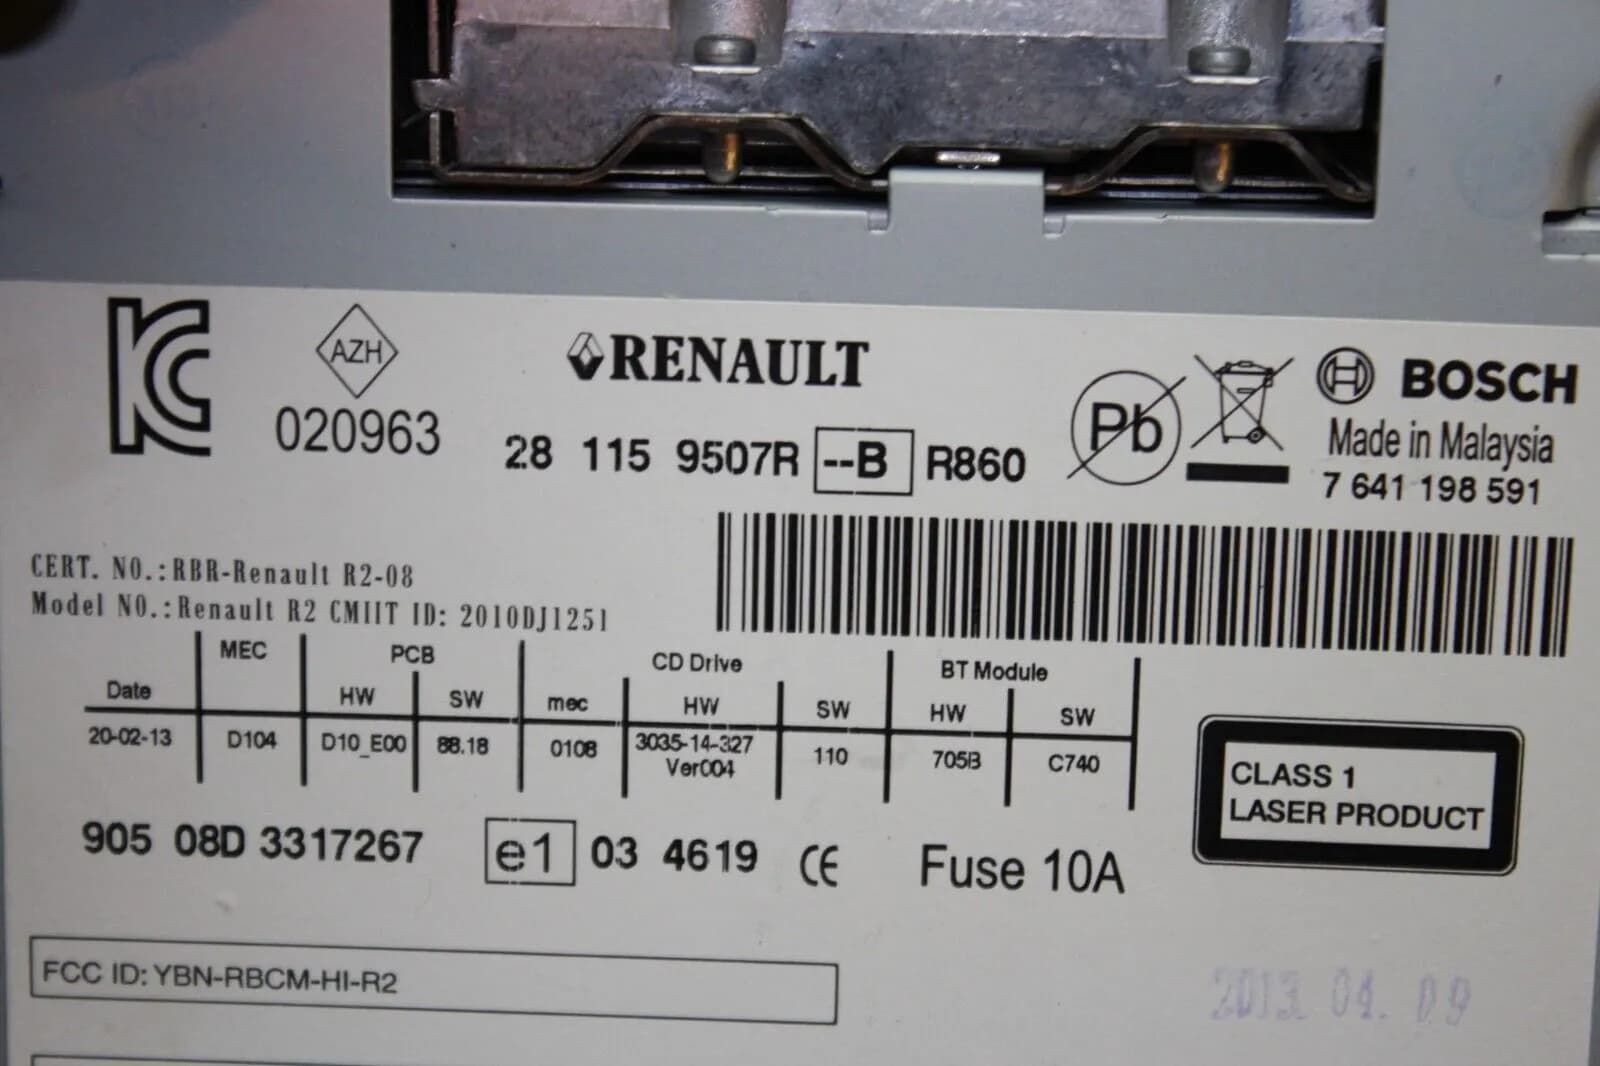 KC
AZH
020963
RENAULT
28 115 9507R --B R860
Pb
BOSCH
Made in Malaysia
7 641 198 591
CERT. NO.:RBR-Renault R2-08
Model NO.:Renault R2 CMIIT ID: 2010DJ1251
MEC PCB CD Drive BT Module
Date HW SW mec HW SW HW SW
20-02-13 D104 D10_E00 88.18 0108 3035-14-327 110 705B C740
Ver004
CLASS 1
LASER PRODUCT
905 08D 3317267 e1 03 4619 CE Fuse 10A
FCC ID: YBN-RBCM-HI-R2
2013. 04. 09